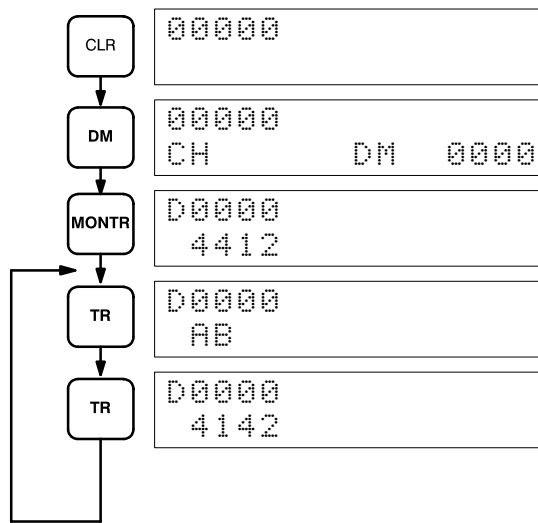 CLR
00000
DM
00000
CH DM 0000
MONTR
D0000
4412
TR
D0000
AB
TR
D0000
4142